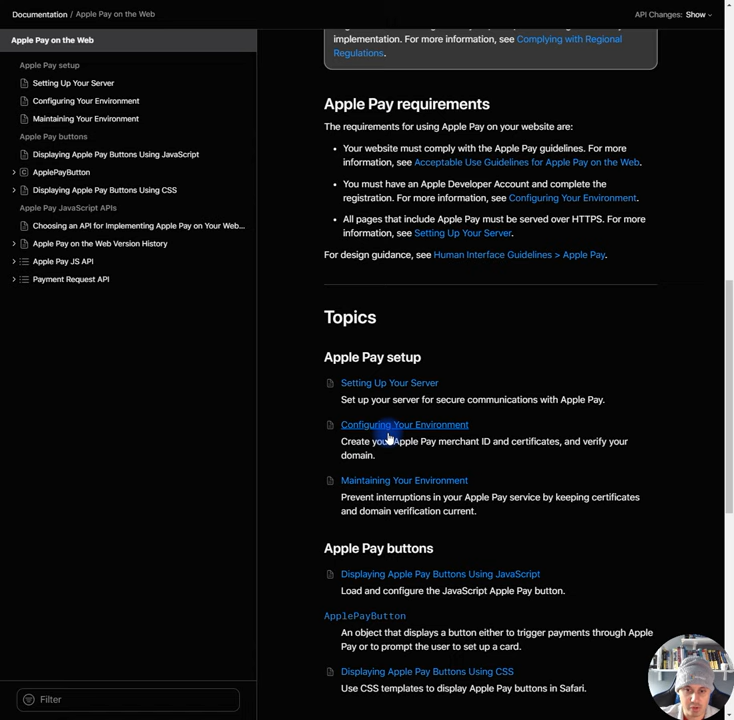 Documentation / Apple Pay on the Web
API Changes: Show
Apple Pay on the Web
Apple Pay setup
Setting Up Your Server
Configuring Your Environment
Maintaining Your Environment
Apple Pay buttons
Displaying Apple Pay Buttons Using JavaScript
C ApplePayButton
Displaying Apple Pay Buttons Using CSS
Apple Pay JavaScript APIs
Choosing an API for Implementing Apple Pay on Your Web...
Apple Pay on the Web Version History
Apple Pay JS API
Payment Request API
Filter
implementation. For more information, see Complying with Regional
Regulations.
Apple Pay requirements
The requirements for using Apple Pay on your website are:
• Your website must comply with the Apple Pay guidelines. For more
information, see Acceptable Use Guidelines for Apple Pay on the Web.
• You must have an Apple Developer Account and complete the
registration. For more information, see Configuring Your Environment.
• All pages that include Apple Pay must be served over HTTPS. For more
information, see Setting Up Your Server.
For design guidance, see Human Interface Guidelines > Apple Pay.
Topics
Apple Pay setup
Setting Up Your Server
Set up your server for secure communications with Apple Pay.
Configuring Your Environment
Create your Apple Pay merchant ID and certificates, and verify your
domain.
Maintaining Your Environment
Prevent interruptions in your Apple Pay service by keeping certificates
and domain verification current.
Apple Pay buttons
Displaying Apple Pay Buttons Using JavaScript
Load and configure the JavaScript Apple Pay button.
ApplePayButton
An object that displays a button either to trigger payments through Apple
Pay or to prompt the user to set up a card.
Displaying Apple Pay Buttons Using CSS
Use CSS templates to display Apple Pay buttons in Safari.